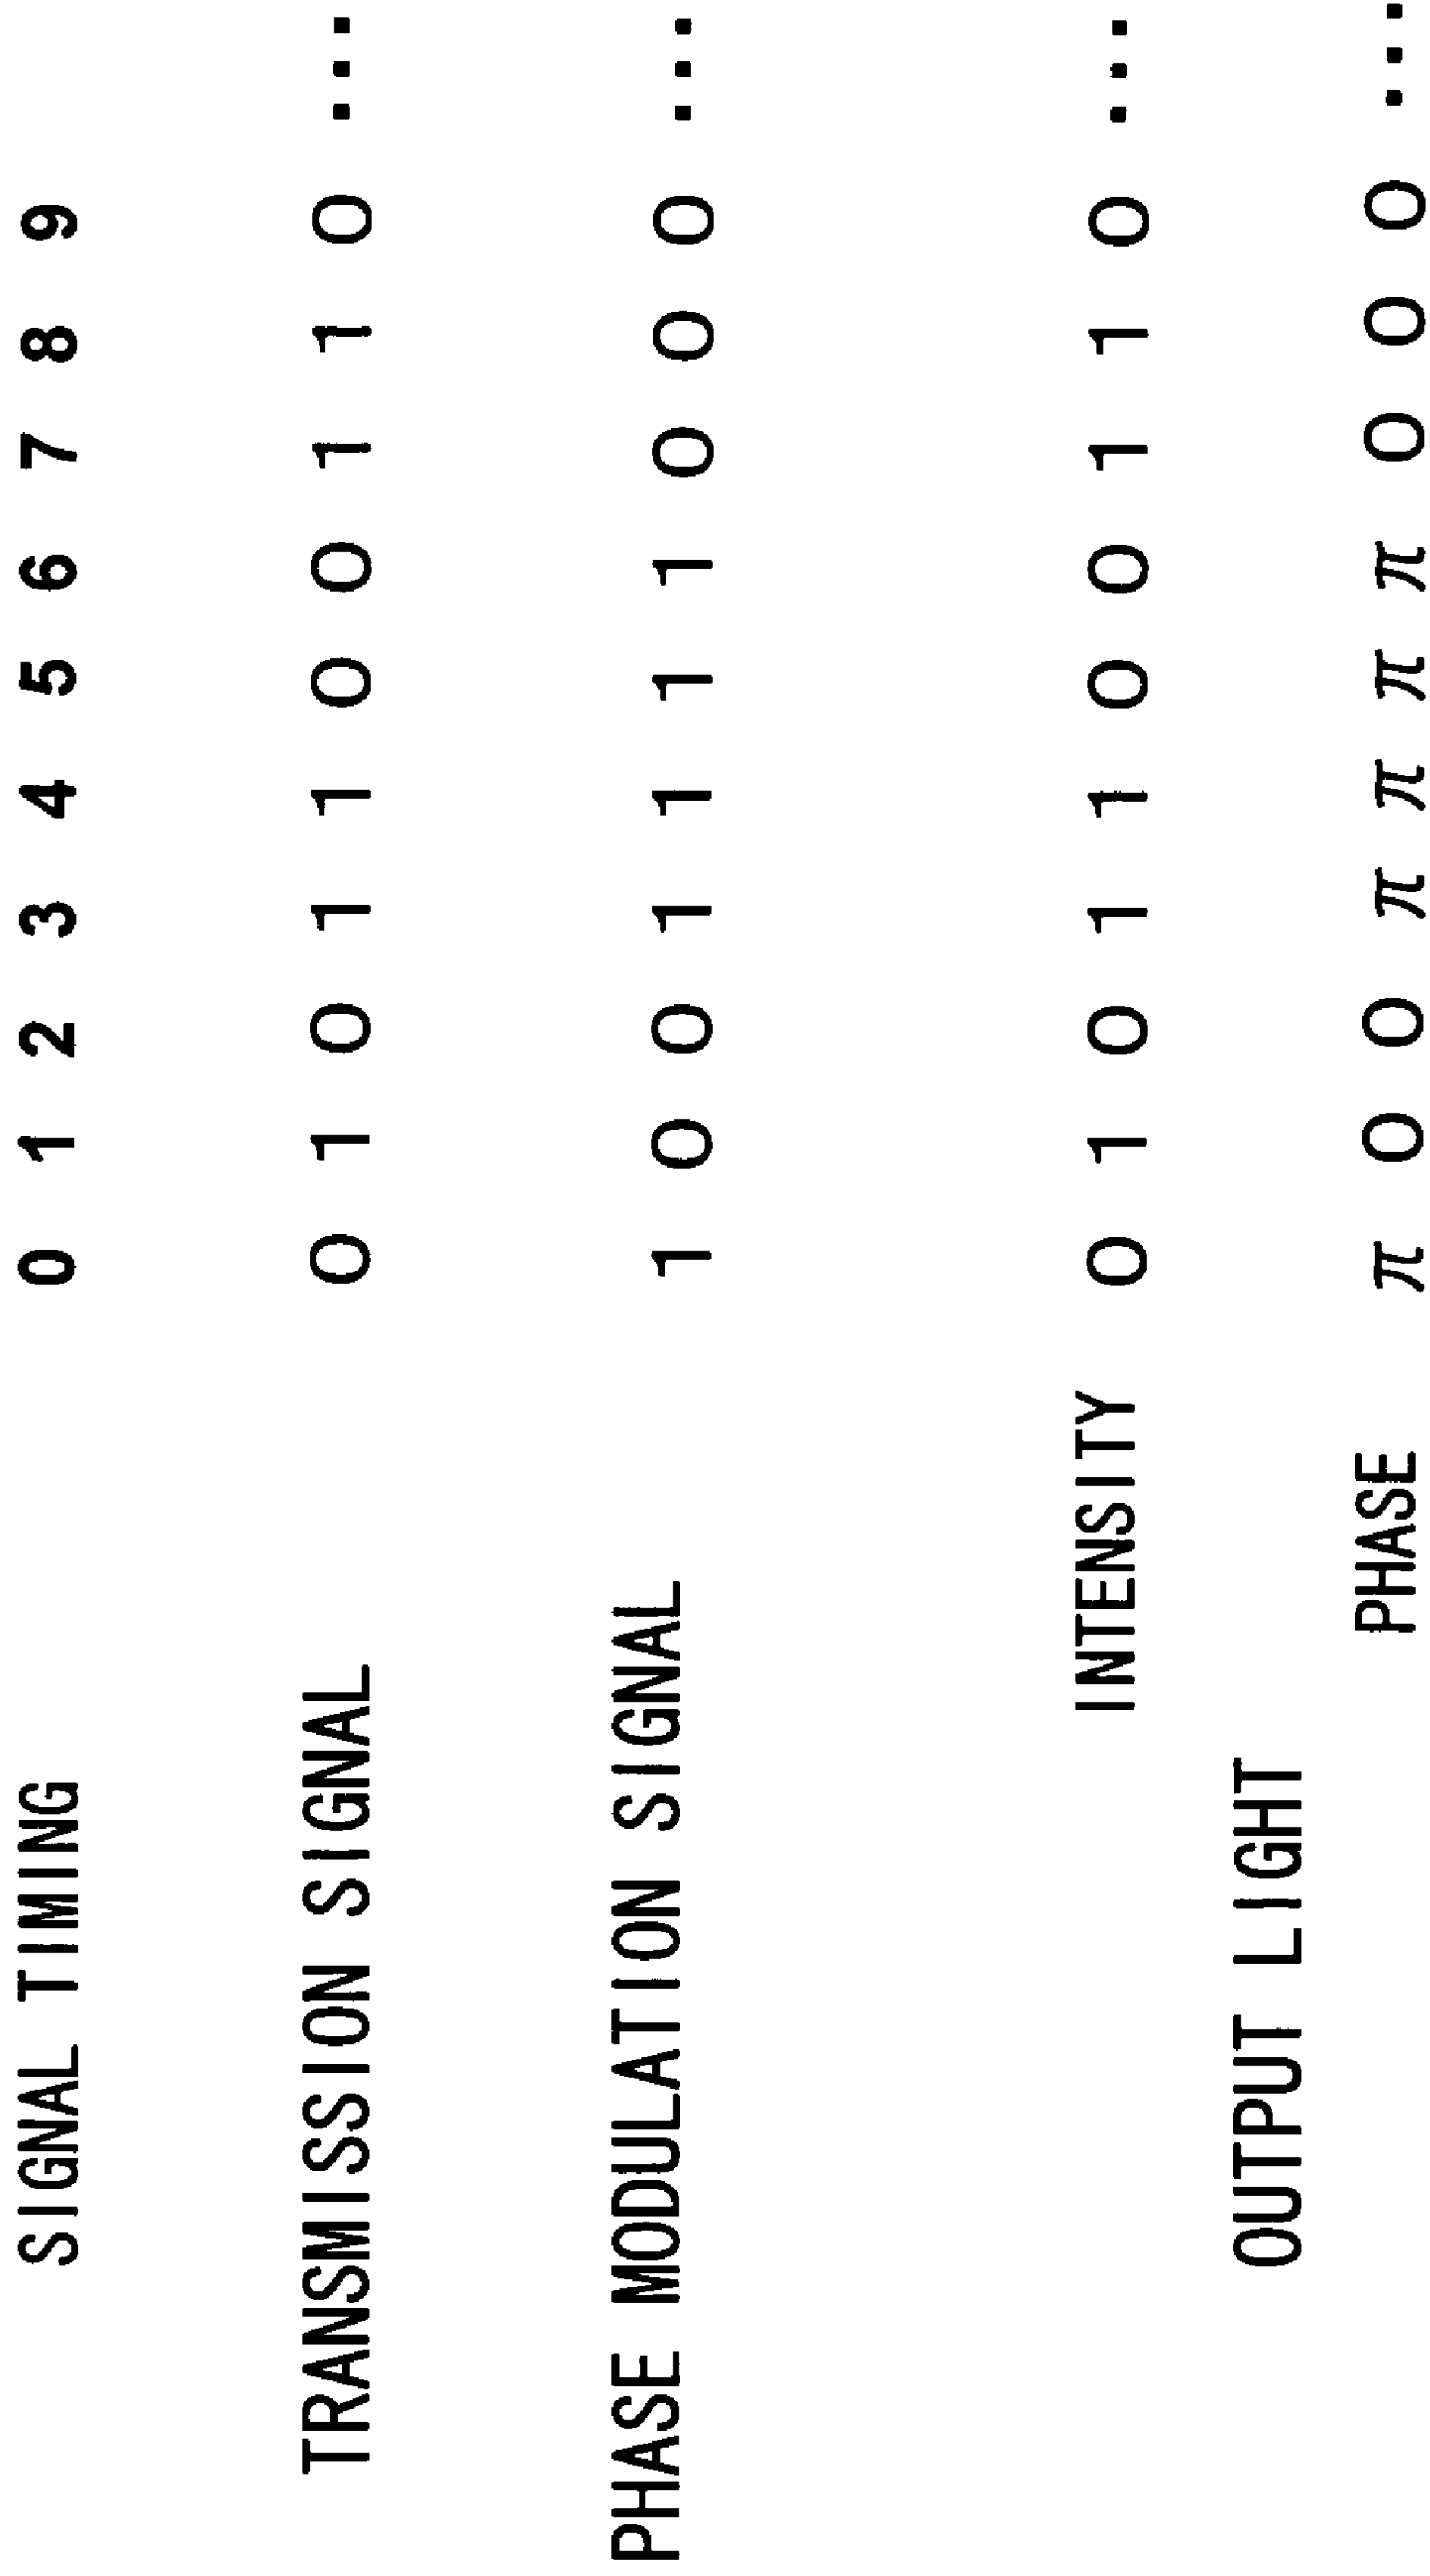 SIGNAL TIMING 0 1 2 3 4 5 6 7 8 9
TRANSMISSION SIGNAL 0 1 0 1 1 0 0 1 1 0 ...
PHASE MODULATION SIGNAL 1 0 0 1 1 1 1 0 0 0 ...
INTENSITY 0 1 0 1 1 0 0 1 1 0 ...
OUTPUT LIGHT
PHASE π 0 0 π π π π 0 0 0 ...